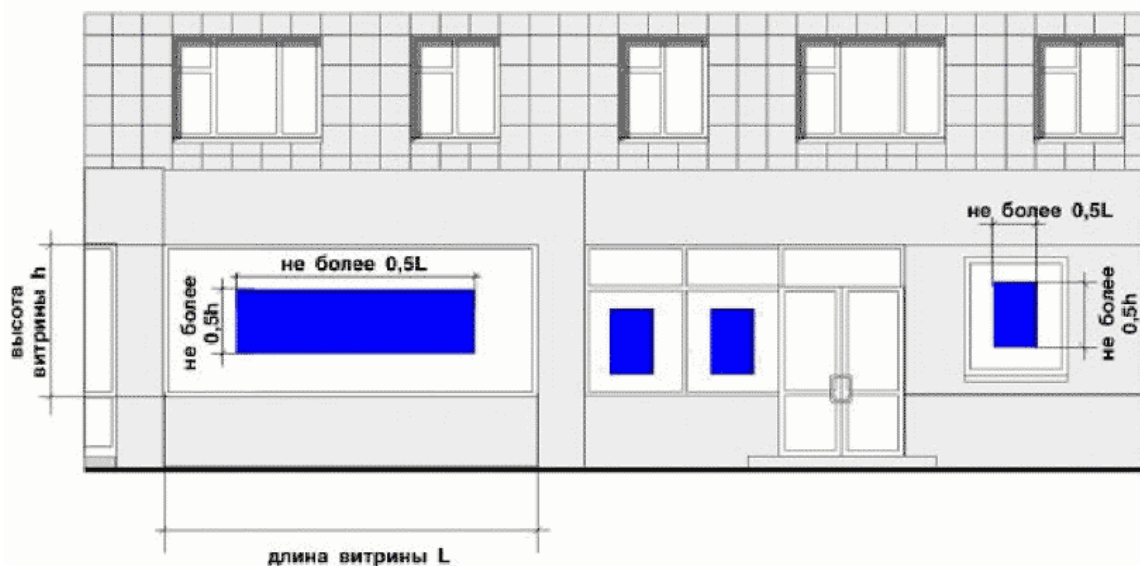 не более 0,5L
не более 0,5L
высота
витрины h
не более
0,5h
не более
0,5h
длина витрины L